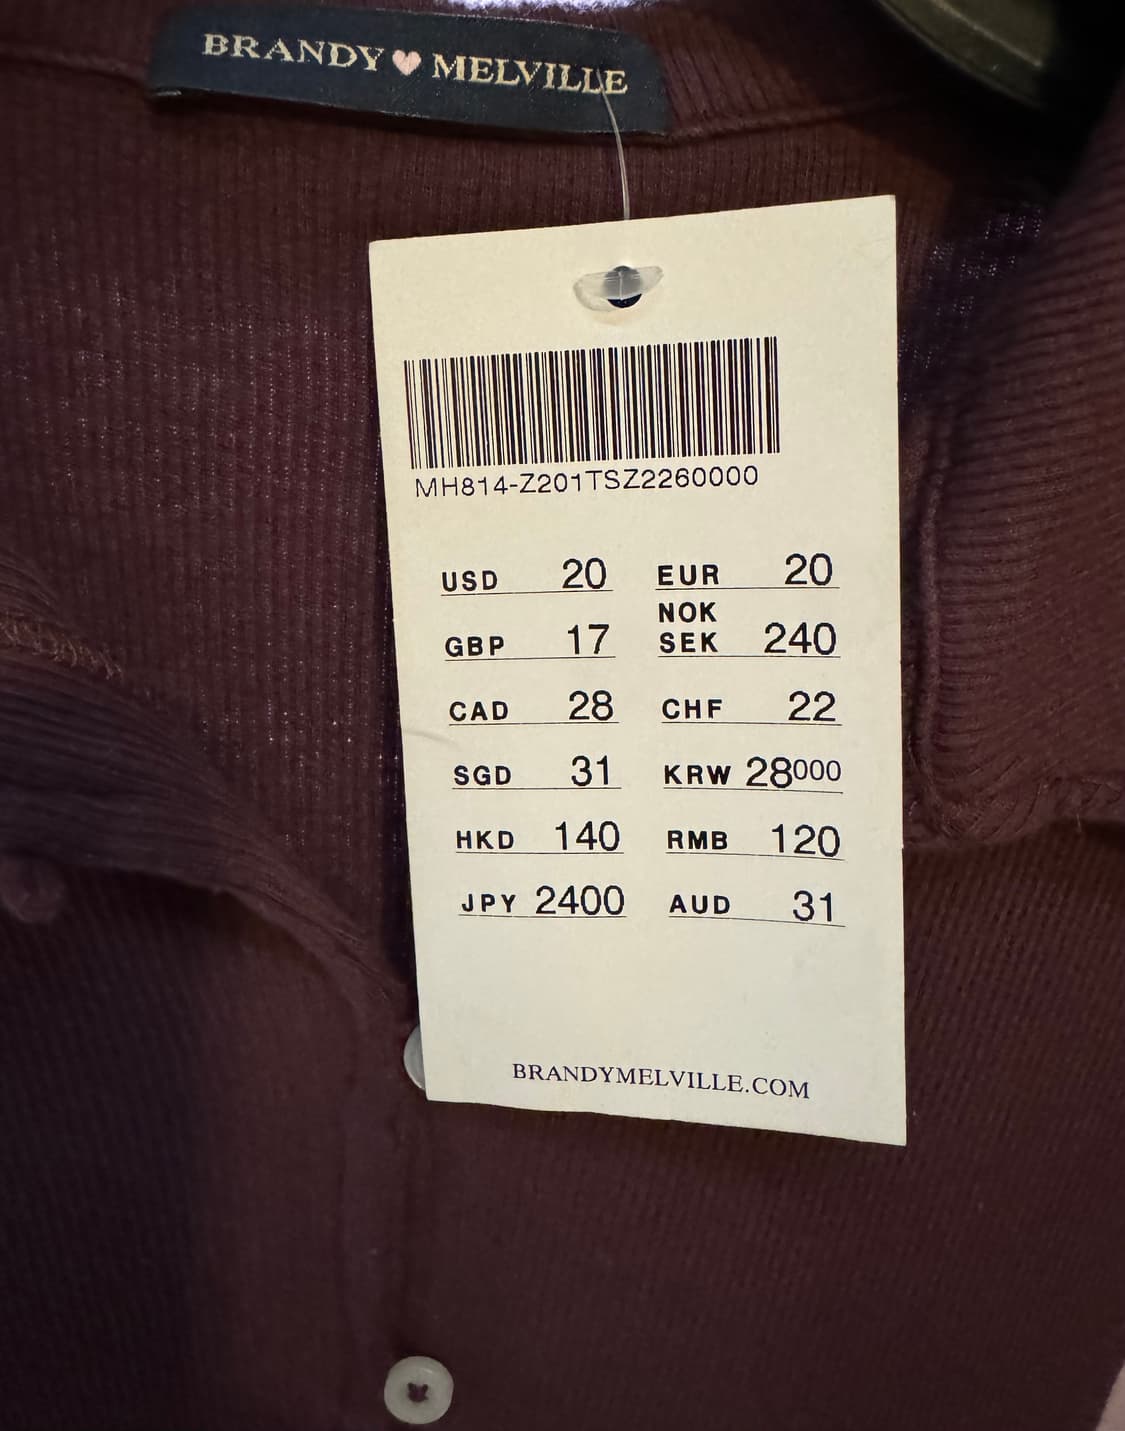 BRANDY MELVILLE
MH814-Z201TSZ2260000
USD 20 EUR 20
NOK
GBP 17 SEK 240
CAD 28 CHF 22
SGD 31 KRW 28000
HKD 140 RMB 120
JPY 2400 AUD 31
BRANDYMELVILLE.COM